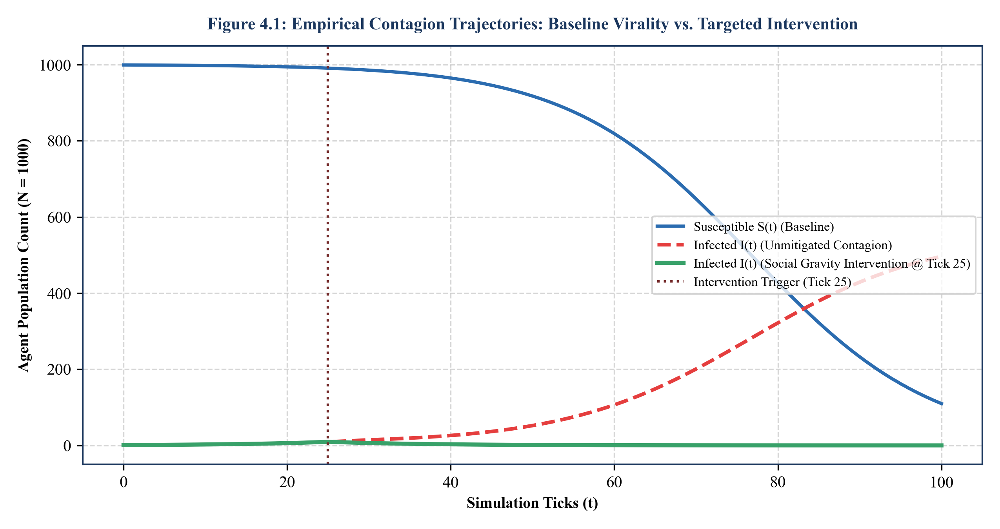 Figure 4.1: Empirical Contagion Trajectories: Baseline Virality vs. Targeted Intervention
Agent Population Count (N = 1000)
1000
800
600
400
200
0
Susceptible S(t) (Baseline)
Infected I(t) (Unmitigated Contagion)
Infected I(t) (Social Gravity Intervention @ Tick 25)
Intervention Trigger (Tick 25)
0 20 40 60 80 100
Simulation Ticks (t)